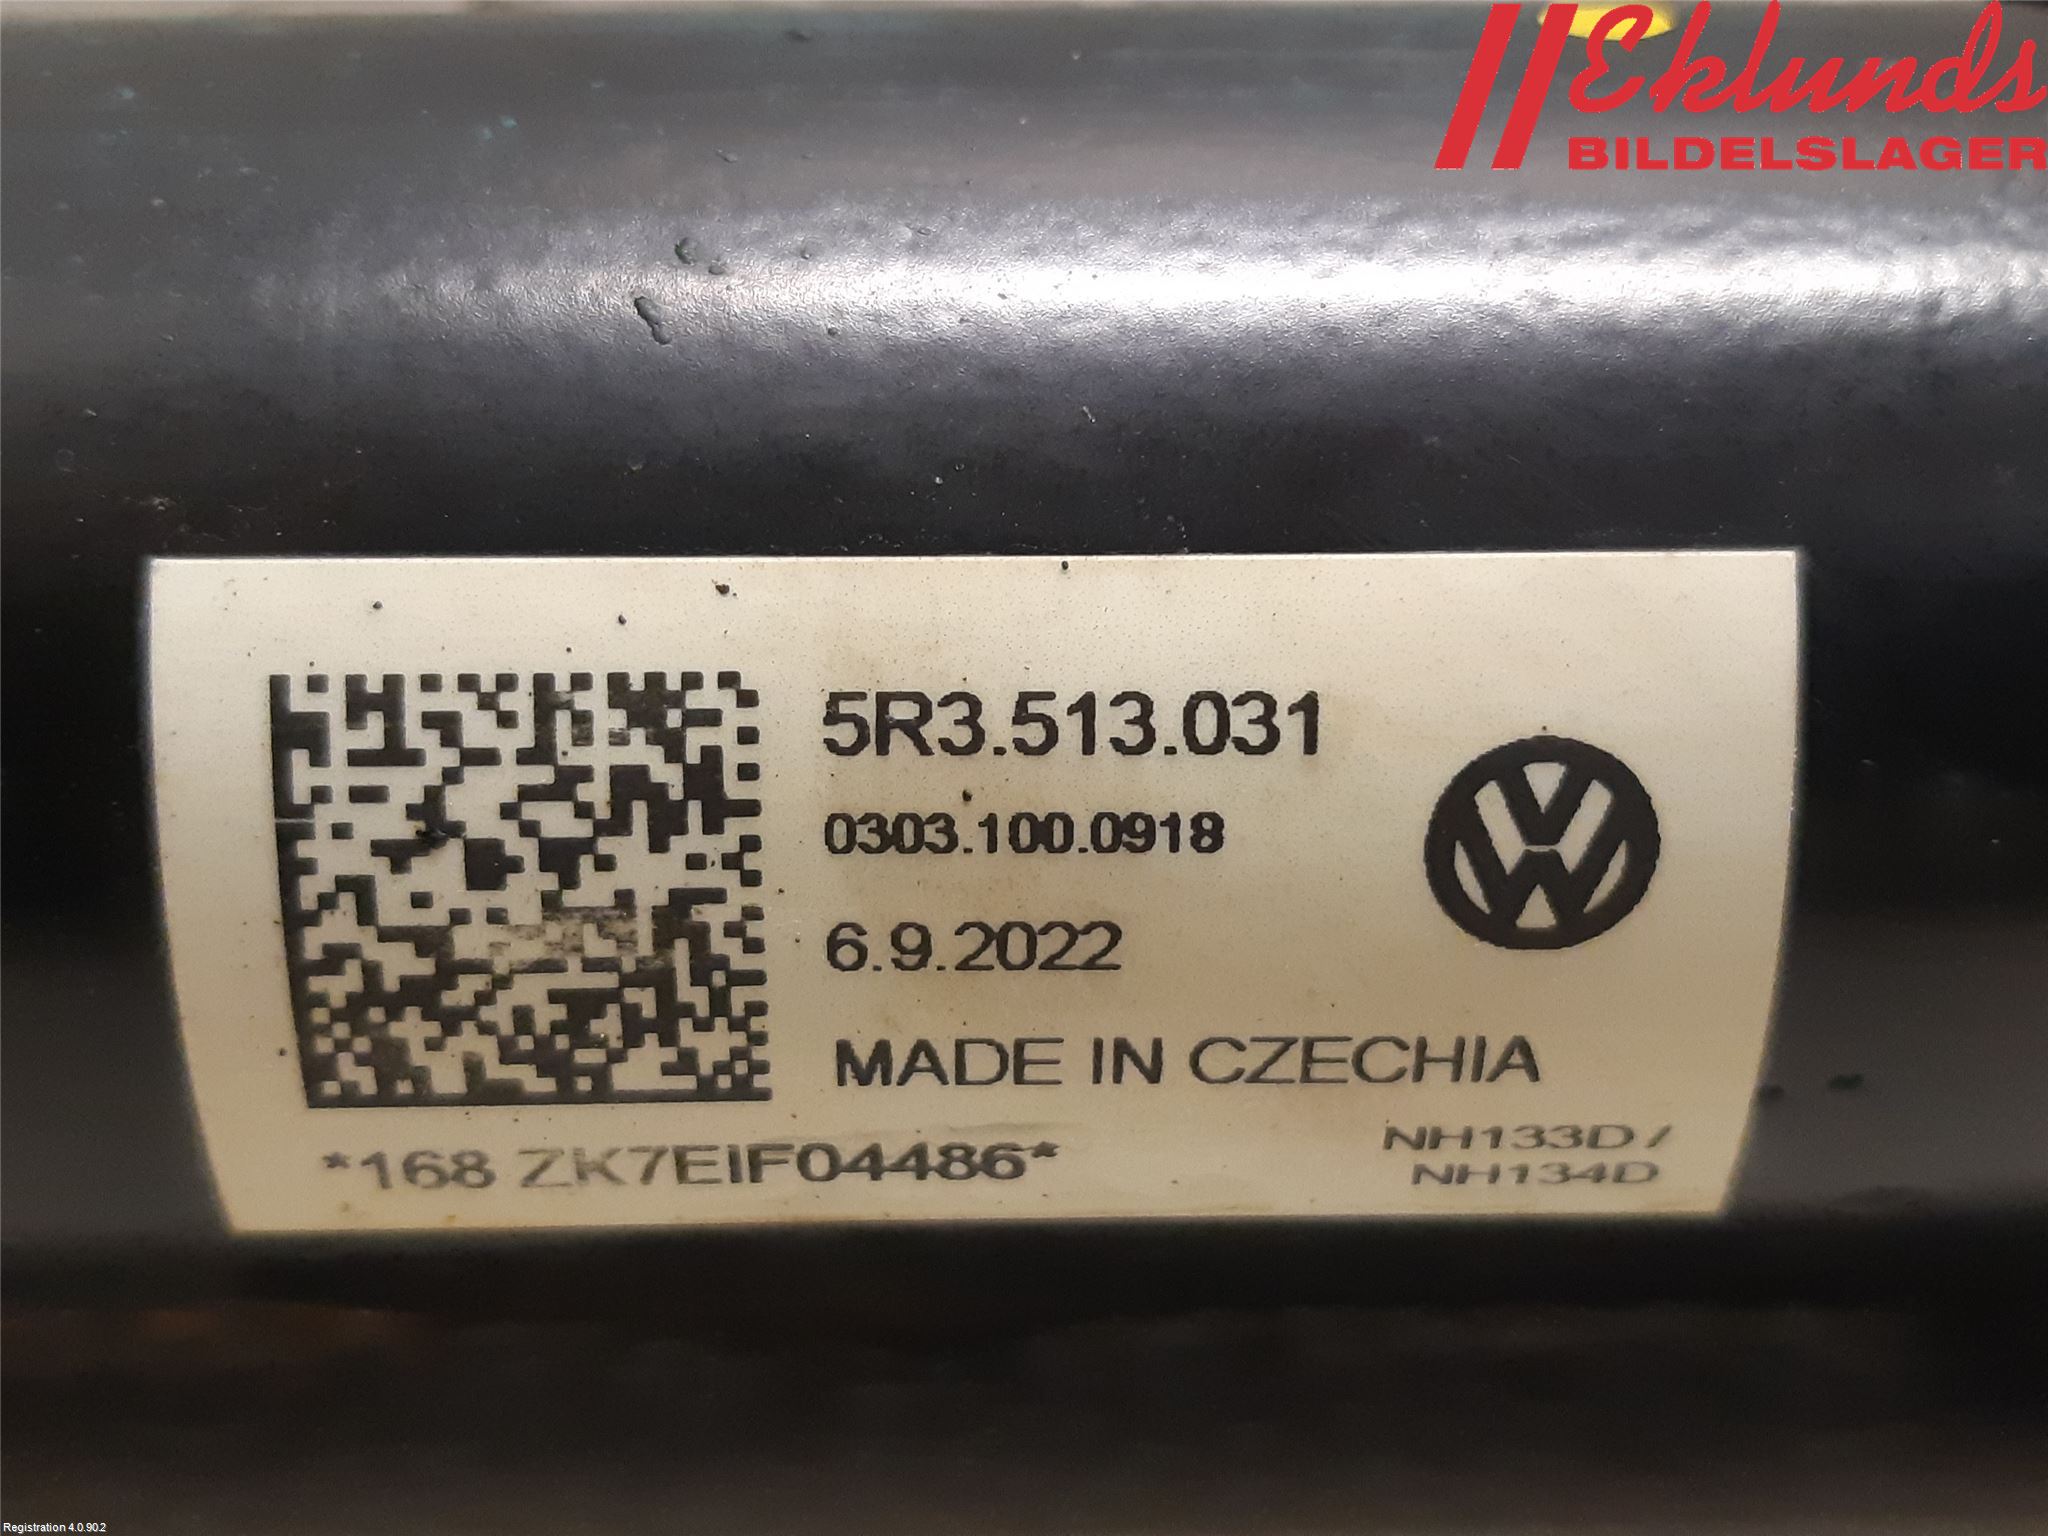 Eklunds
BILDELSLAGER
5R3.513.031
0303.100.0918
6.9.2022
MADE IN CZECHIA
*168 ZK7EIF04486*
NH133D /
NH134D
Registration 4.0.90.2